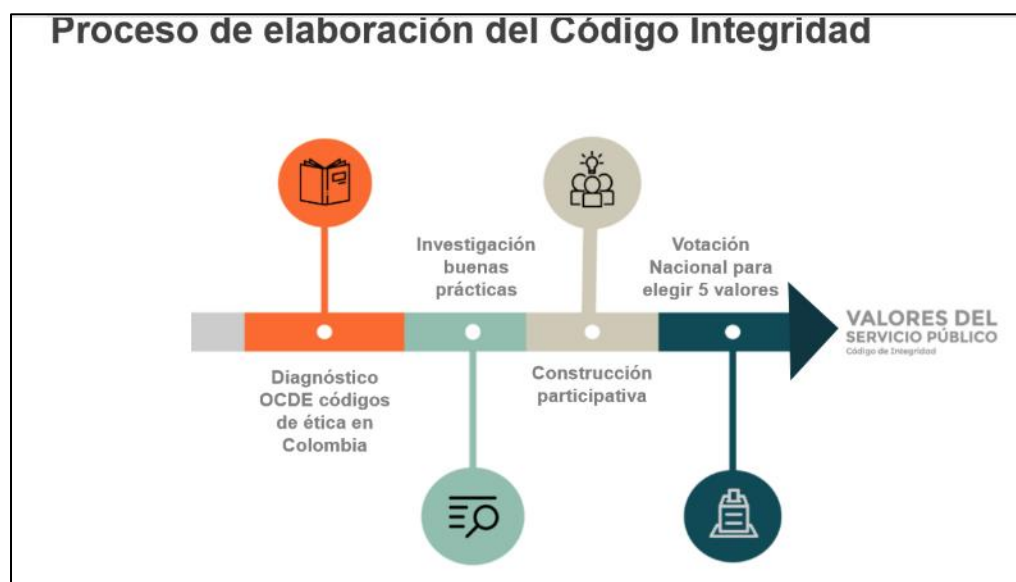 Proceso de elaboración del Código Integridad
Investigación
buenas
prácticas
Votación
Nacional para
elegir 5 valores
VALORES DEL
SERVICIO PÚBLICO
Código de Integridad
Diagnóstico
OCDE códigos
de ética en
Colombia
Construcción
participativa